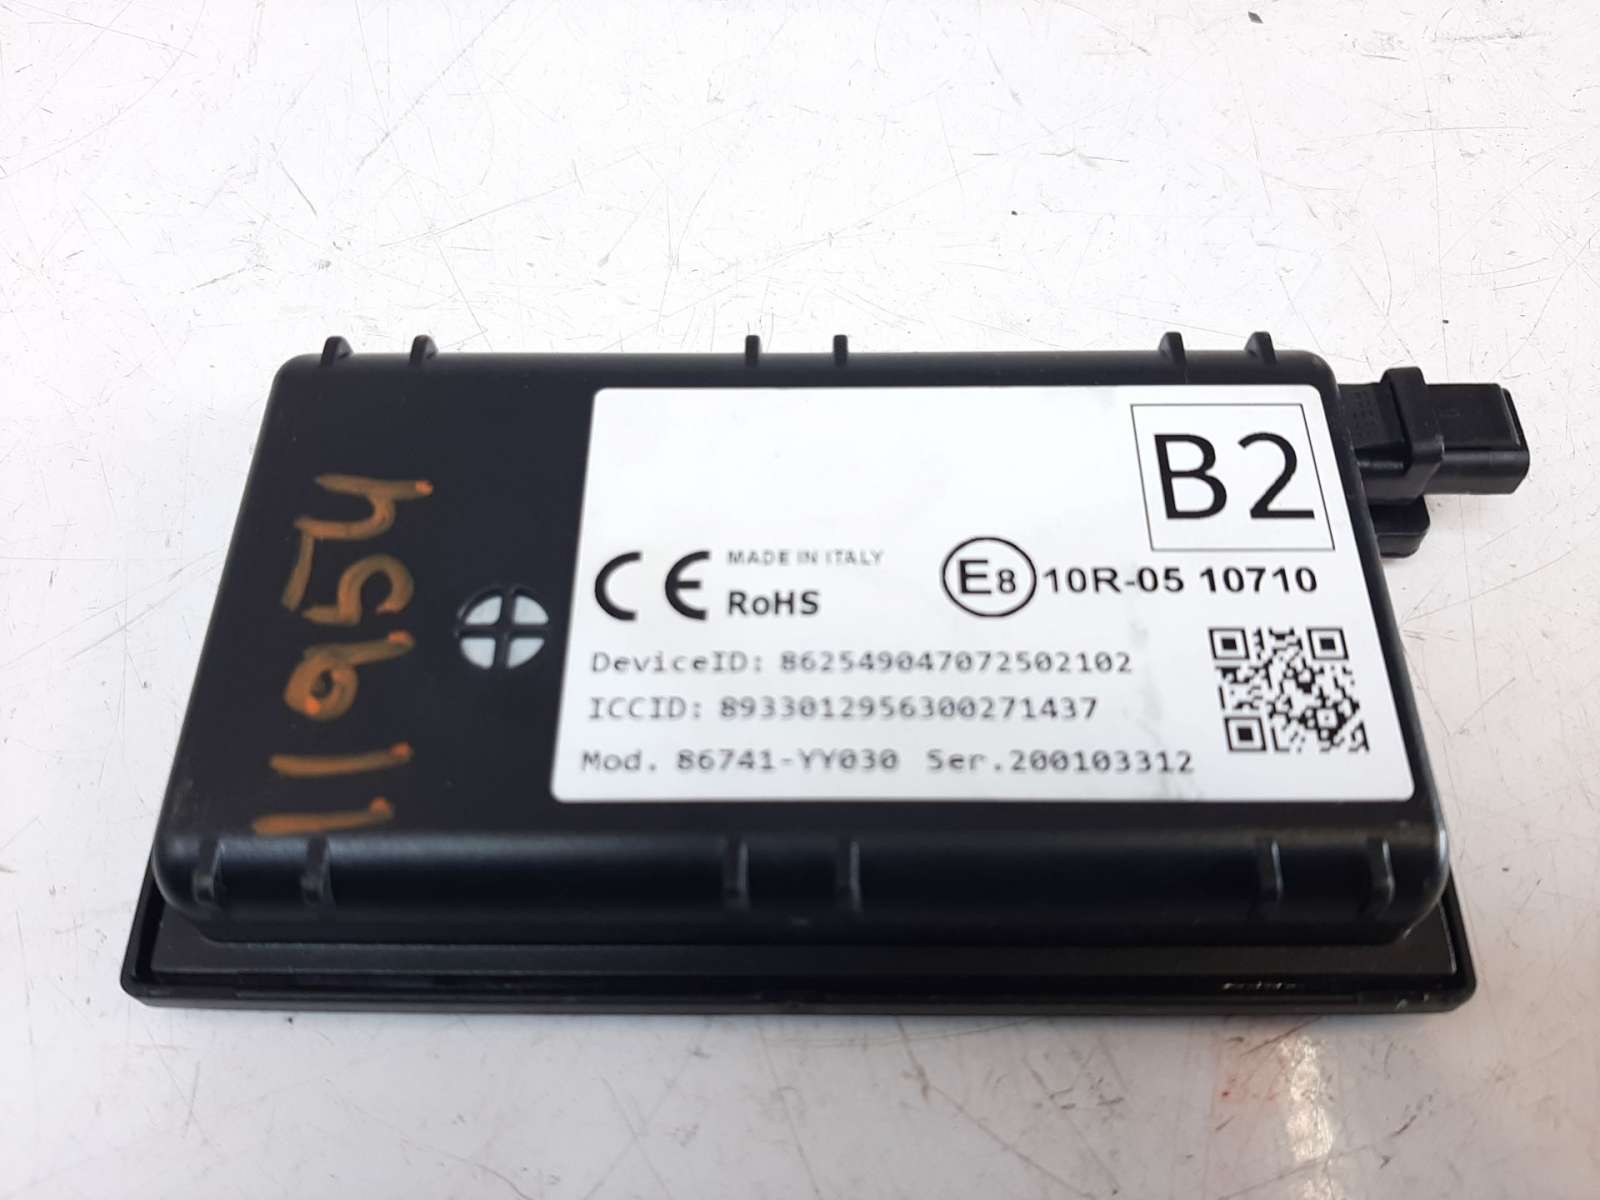 B2
CE MADE IN ITALY
RoHS
E8 10R-05 10710
DeviceID: 862549047072502102
ICCID: 8933012956300271437
Mod. 86741-YY030 Ser.200103312
11954